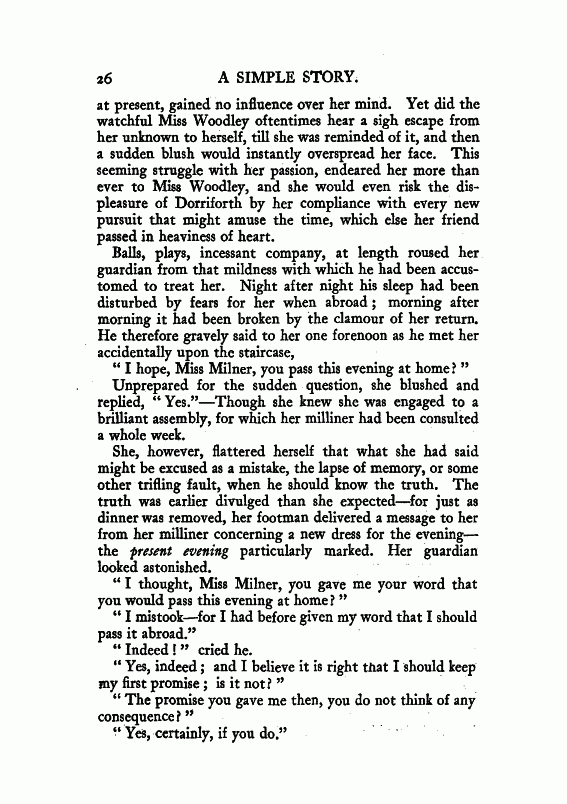 26 A SIMPLE STORY.
at present, gained no influence over her mind. Yet did the
watchful Miss Woodley oftentimes hear a sigh escape from
her unknown to herself, till she was reminded of it, and then
a sudden blush would instantly overspread her face. This
seeming struggle with her passion, endeared her more than
ever to Miss Woodley, and she would even risk the dis-
pleasure of Dorriforth by her compliance with every new
pursuit that might amuse the time, which else her friend
passed in heaviness of heart.
Balls, plays, incessant company, at length roused her
guardian from that mildness with which he had been accus-
tomed to treat her. Night after night his sleep had been
disturbed by fears for her when abroad; morning after
morning it had been broken by the clamour of her return.
He therefore gravely said to her one forenoon as he met her
accidentally upon the staircase,
“I hope, Miss Milner, you pass this evening at home?”
Unprepared for the sudden question, she blushed and
replied, “Yes.”—Though she knew she was engaged to a
brilliant assembly, for which her milliner had been consulted
a whole week.
She, however, flattered herself that what she had said
might be excused as a mistake, the lapse of memory, or some
other trifling fault, when he should know the truth. The
truth was earlier divulged than she expected—for just as
dinner was removed, her footman delivered a message to her
from her milliner concerning a new dress for the evening—
the present evening particularly marked. Her guardian
looked astonished.
“I thought, Miss Milner, you gave me your word that
you would pass this evening at home?”
“I mistook—for I had before given my word that I should
pass it abroad.”
“Indeed!” cried he.
“Yes, indeed; and I believe it is right that I should keep
my first promise; is it not?”
“The promise you gave me then, you do not think of any
consequence?”
“Yes, certainly, if you do.”